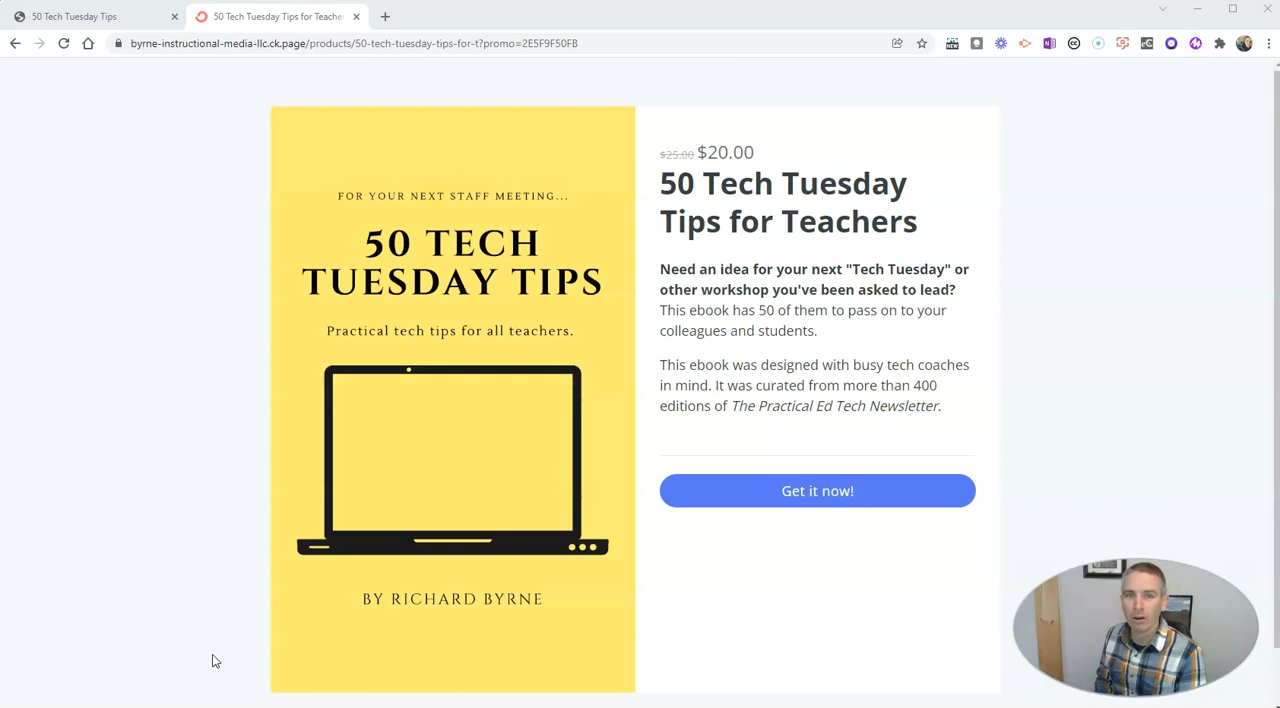 50 Tech Tuesday Tips
50 Tech Tuesday Tips for Teacher
byrne-instructional-media-llc.ck.page/products/50-tech-tuesday-tips-for-t?promo=2E5F9F50FB
FOR YOUR NEXT STAFF MEETING...
50 TECH
TUESDAY TIPS
Practical tech tips for all teachers.
BY RICHARD BYRNE
$25.00 $20.00
50 Tech Tuesday
Tips for Teachers
Need an idea for your next "Tech Tuesday" or
other workshop you've been asked to lead?
This ebook has 50 of them to pass on to your
colleagues and students.
This ebook was designed with busy tech coaches
in mind. It was curated from more than 400
editions of The Practical Ed Tech Newsletter.
Get it now!